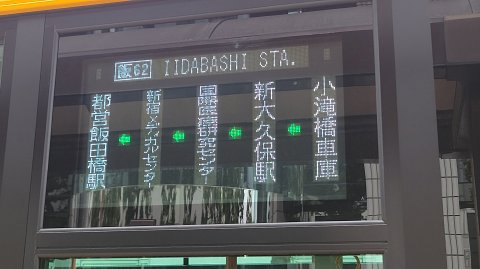 飯62 IIDABASHI STA.
小滝橋車庫
新大久保駅
国際医療研究センター
新宿メディカルセンター
都営飯田橋駅